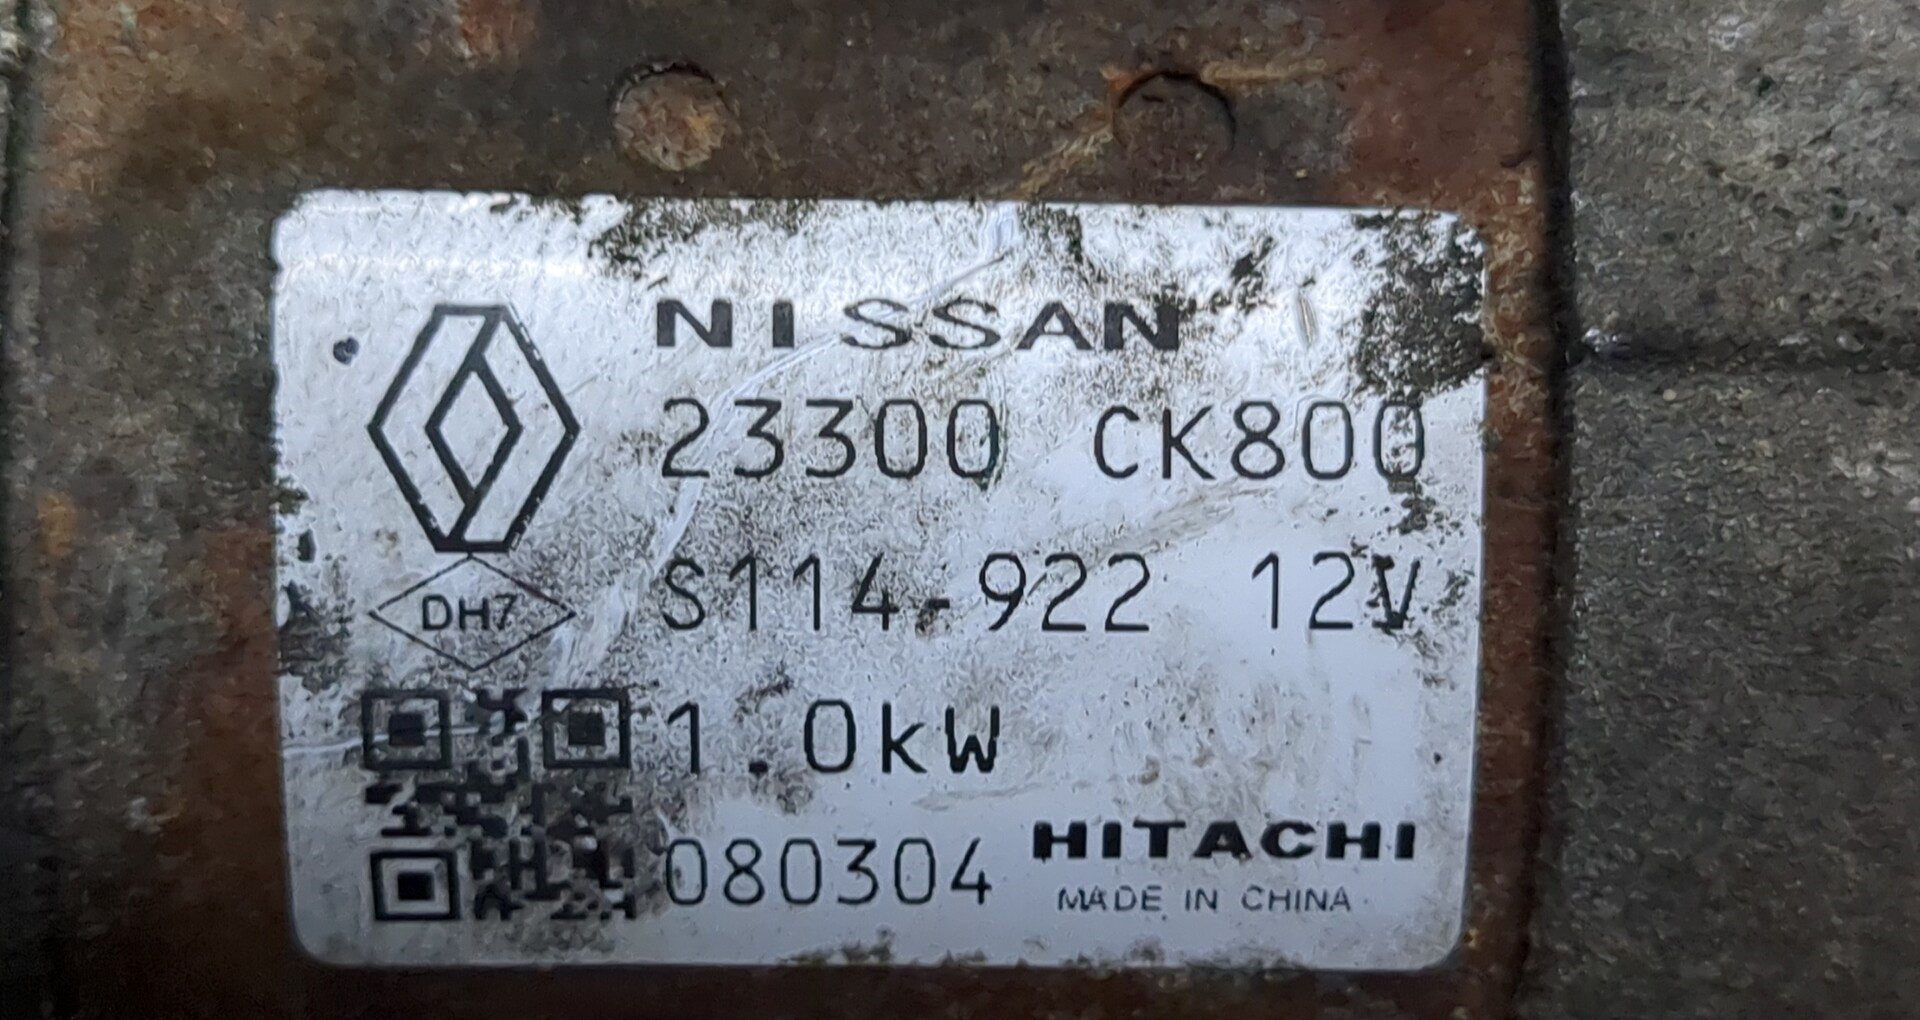 NISSAN
23300 CK800
S114-922 12V
DH7
1.0kW
080304 HITACHI
MADE IN CHINA